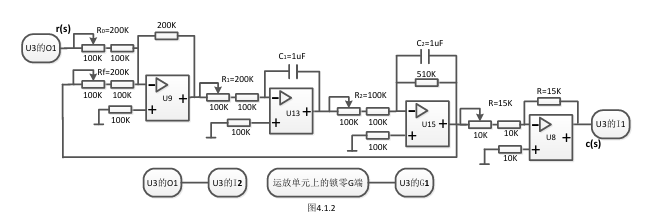 r(s)
U3的O1
R₀=200K
100K
100K
200K
Rf=200K
100K
100K
100K
U9
R₁=200K
100K
100K
C₁=1uF
100K
U13
R₂=100K
100K
100K
C₂=1uF
510K
100K
U15
R=15K
10K
10K
10K
R=15K
U8
U3的I1
c(s)
U3的O1
U3的I2
运放单元上的锁零G端
U3的G1
图4.1.2